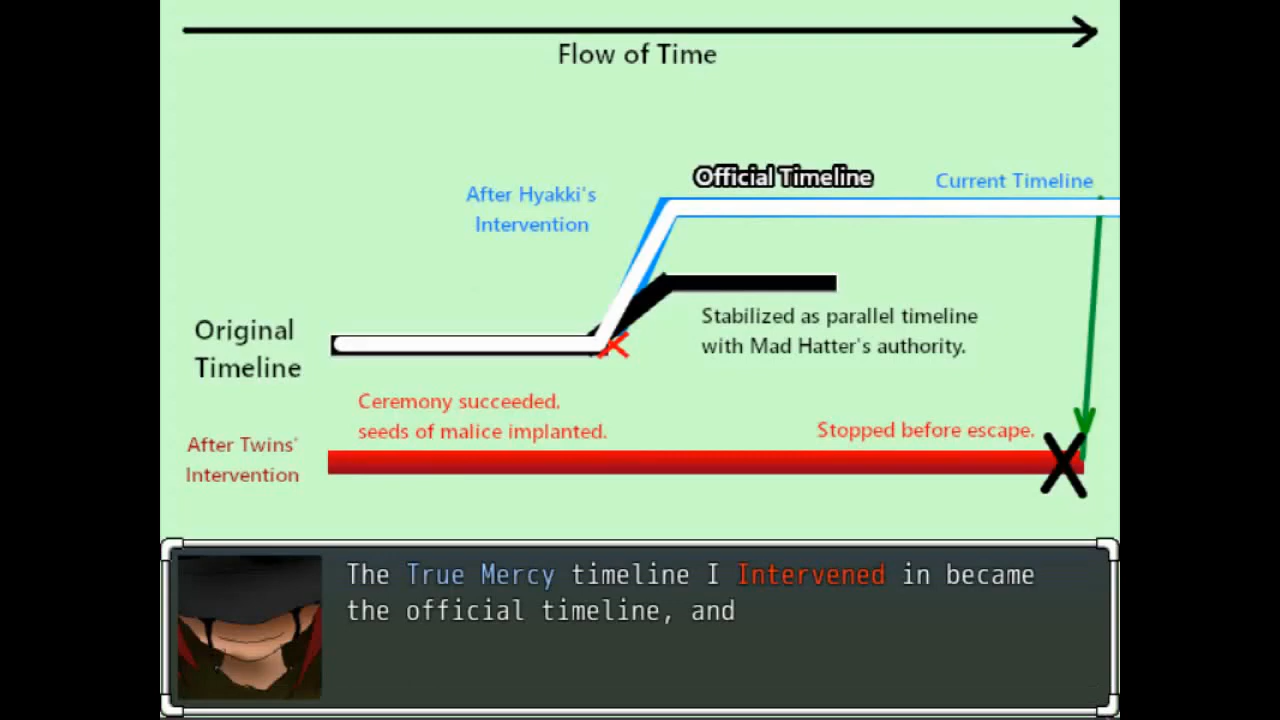 Flow of Time
Official Timeline
After Hyakki's
Intervention
Current Timeline
Original
Timeline
Stabilized as parallel timeline
with Mad Hatter's authority.
Ceremony succeeded,
seeds of malice implanted.
Stopped before escape.
After Twins'
Intervention
The True Mercy timeline I Intervened in became
the official timeline, and